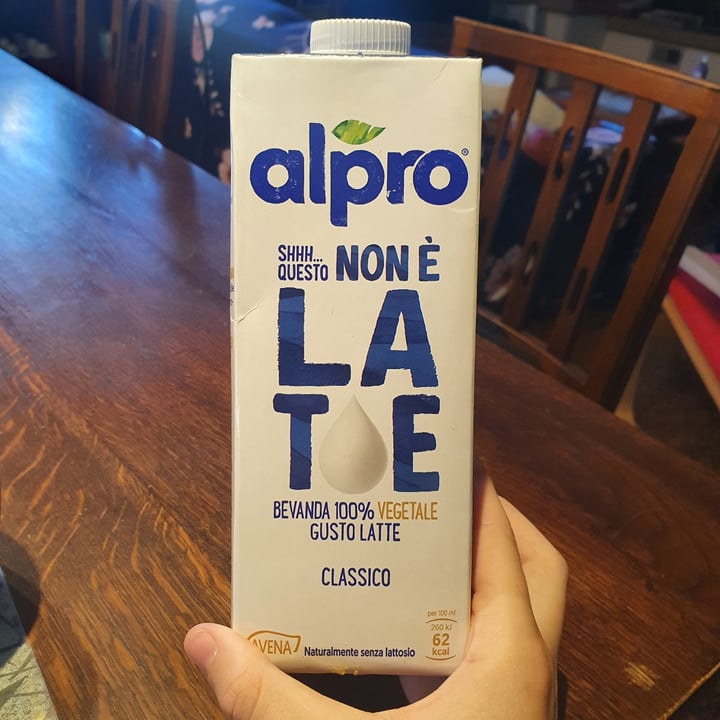 alpro®
SHHH... QUESTO NON È
LA
TE
BEVANDA 100% VEGETALE
GUSTO LATTE
CLASSICO
per 100 ml
260 kJ
62
kcal
AVENA
Naturalmente senza lattosio